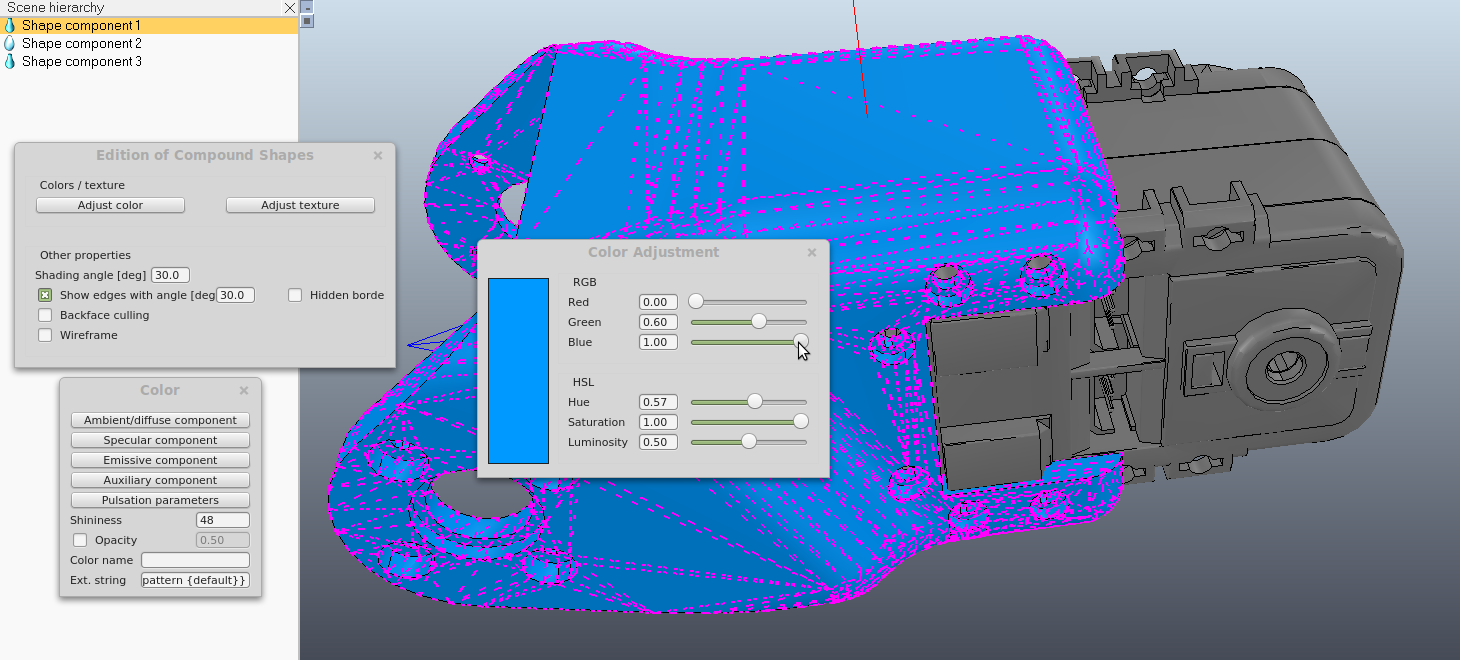 Scene hierarchy
Shape component 1
Shape component 2
Shape component 3
Edition of Compound Shapes
Colors / texture
Adjust color
Adjust texture
Other properties
Shading angle [deg] 30.0
Show edges with angle [deg 30.0
Hidden borde
Backface culling
Wireframe
Color
Ambient/diffuse component
Specular component
Emissive component
Auxiliary component
Pulsation parameters
Shininess 48
Opacity 0.50
Color name
Ext. string pattern {default}}
Color Adjustment
RGB
Red 0.00
Green 0.60
Blue 1.00
HSL
Hue 0.57
Saturation 1.00
Luminosity 0.50